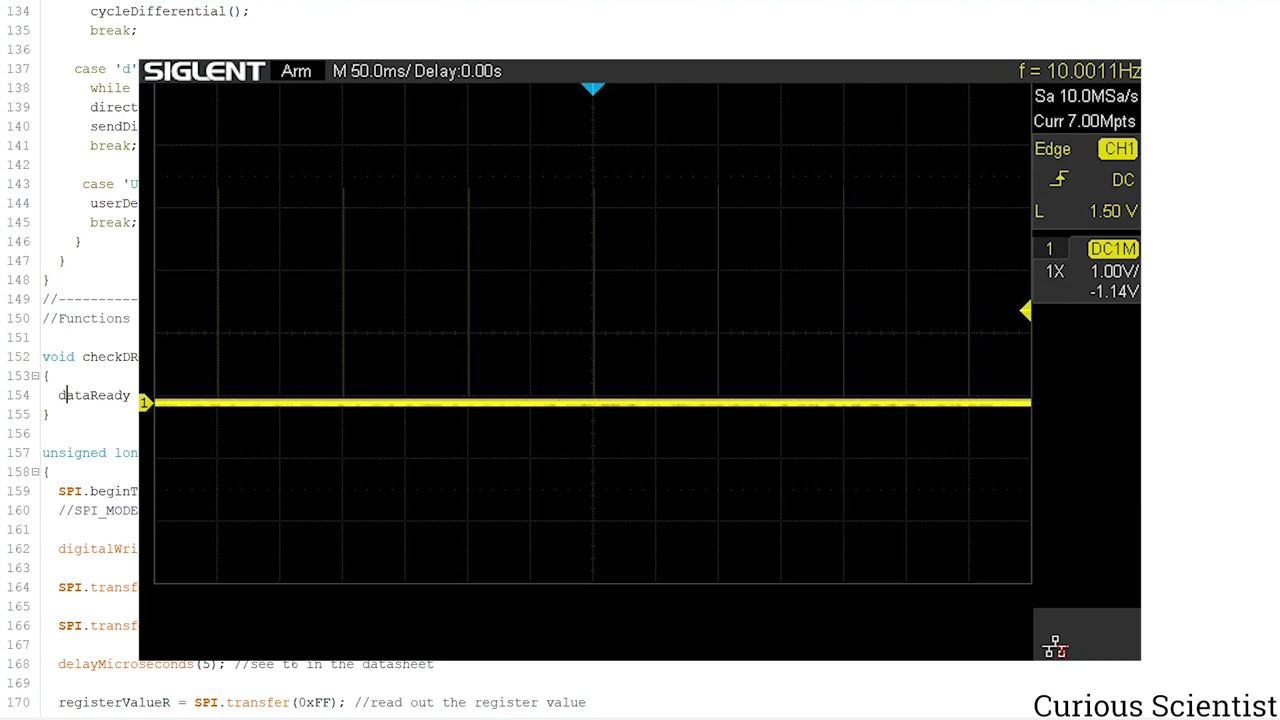 134 cycleDifferential();
135 break;
136
137 case 'd'
138 while
139 direct
140 sendDi
141 break;
142
143 case 'U
144 userDe
145 break;
146 }
147 }
148 }
149 //----------
150 //Functions
151
152 void checkDR
153 {
154 dataReady
155 }
156
157 unsigned lon
158 {
159 SPI.beginT
160 //SPI_MODE
161
162 digitalWri
163
164 SPI.transf
165
166 SPI.transf
167
168 delayMicroseconds(5); //see t6 in the datasheet
169
170 registerValueR = SPI.transfer(0xFF); //read out the register value
SIGLENT Arm M 50.0ms/ Delay:0.00s f = 10.0011Hz
Sa 10.0MSa/s
Curr 7.00Mpts
Edge CH1
DC
L 1.50 V
1 DC1M
1X 1.00V/
-1.14V
1
Curious Scientist